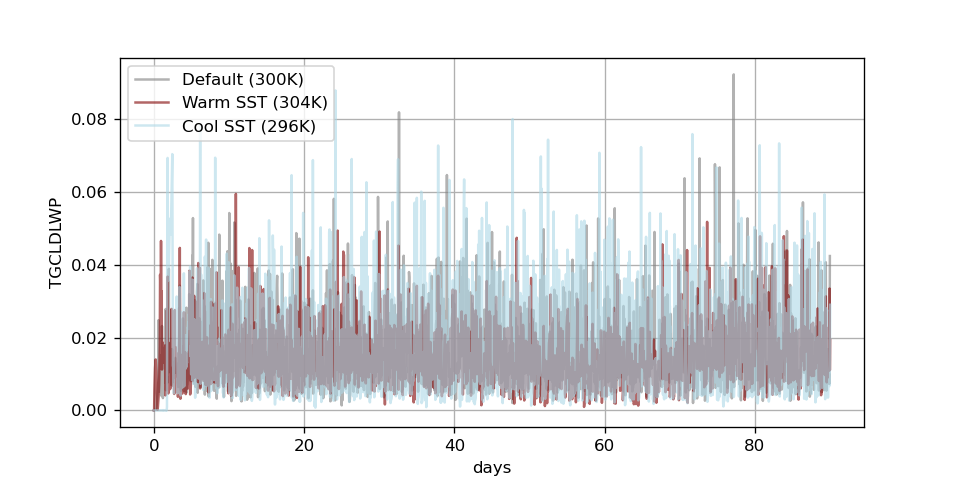 Default (300K)
Warm SST (304K)
Cool SST (296K)
TGCLDLWP
0.08
0.06
0.04
0.02
0.00
0 20 40 60 80
days